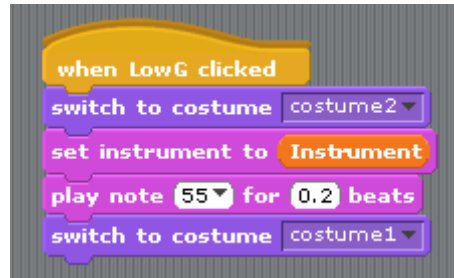 when LowG clicked
switch to costume costume2
set instrument to Instrument
play note 55 for 0.2 beats
switch to costume costume1